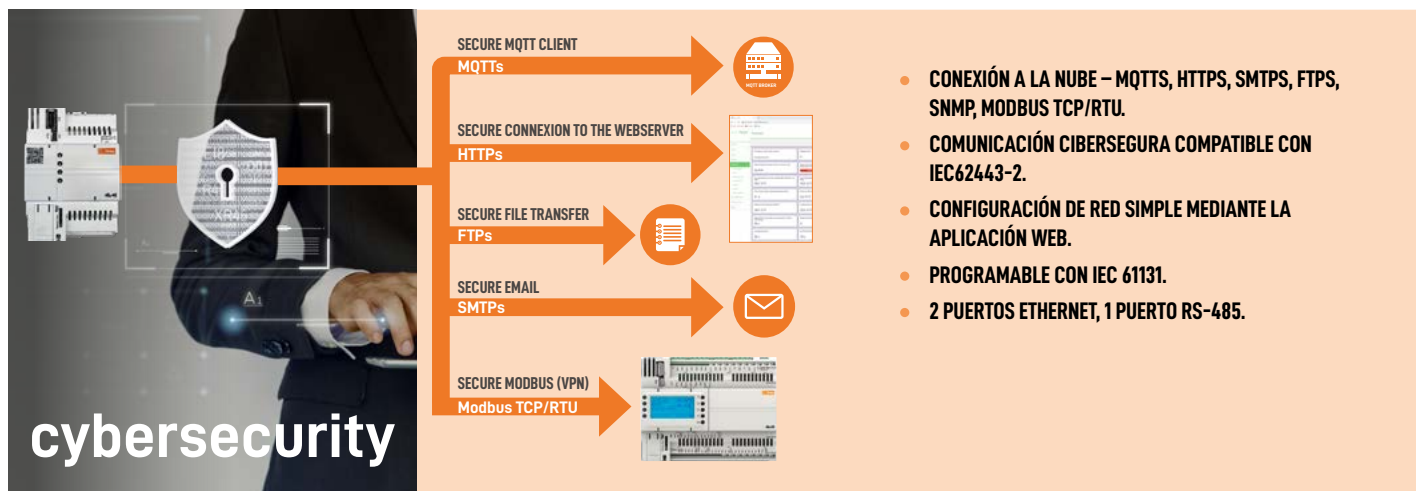 cybersecurity
A1
SECURE MQTT CLIENT
MQTTs
MQTT BROKER
SECURE CONNEXION TO THE WEBSERVER
HTTPs
SECURE FILE TRANSFER
FTPs
SECURE EMAIL
SMTPs
SECURE MODBUS (VPN)
Modbus TCP/RTU
• CONEXIÓN A LA NUBE – MQTTS, HTTPS, SMTPS, FTPS,
SNMP, MODBUS TCP/RTU.
• COMUNICACIÓN CIBERSEGURA COMPATIBLE CON
IEC62443-2.
• CONFIGURACIÓN DE RED SIMPLE MEDIANTE LA
APLICACIÓN WEB.
• PROGRAMABLE CON IEC 61131.
• 2 PUERTOS ETHERNET, 1 PUERTO RS-485.